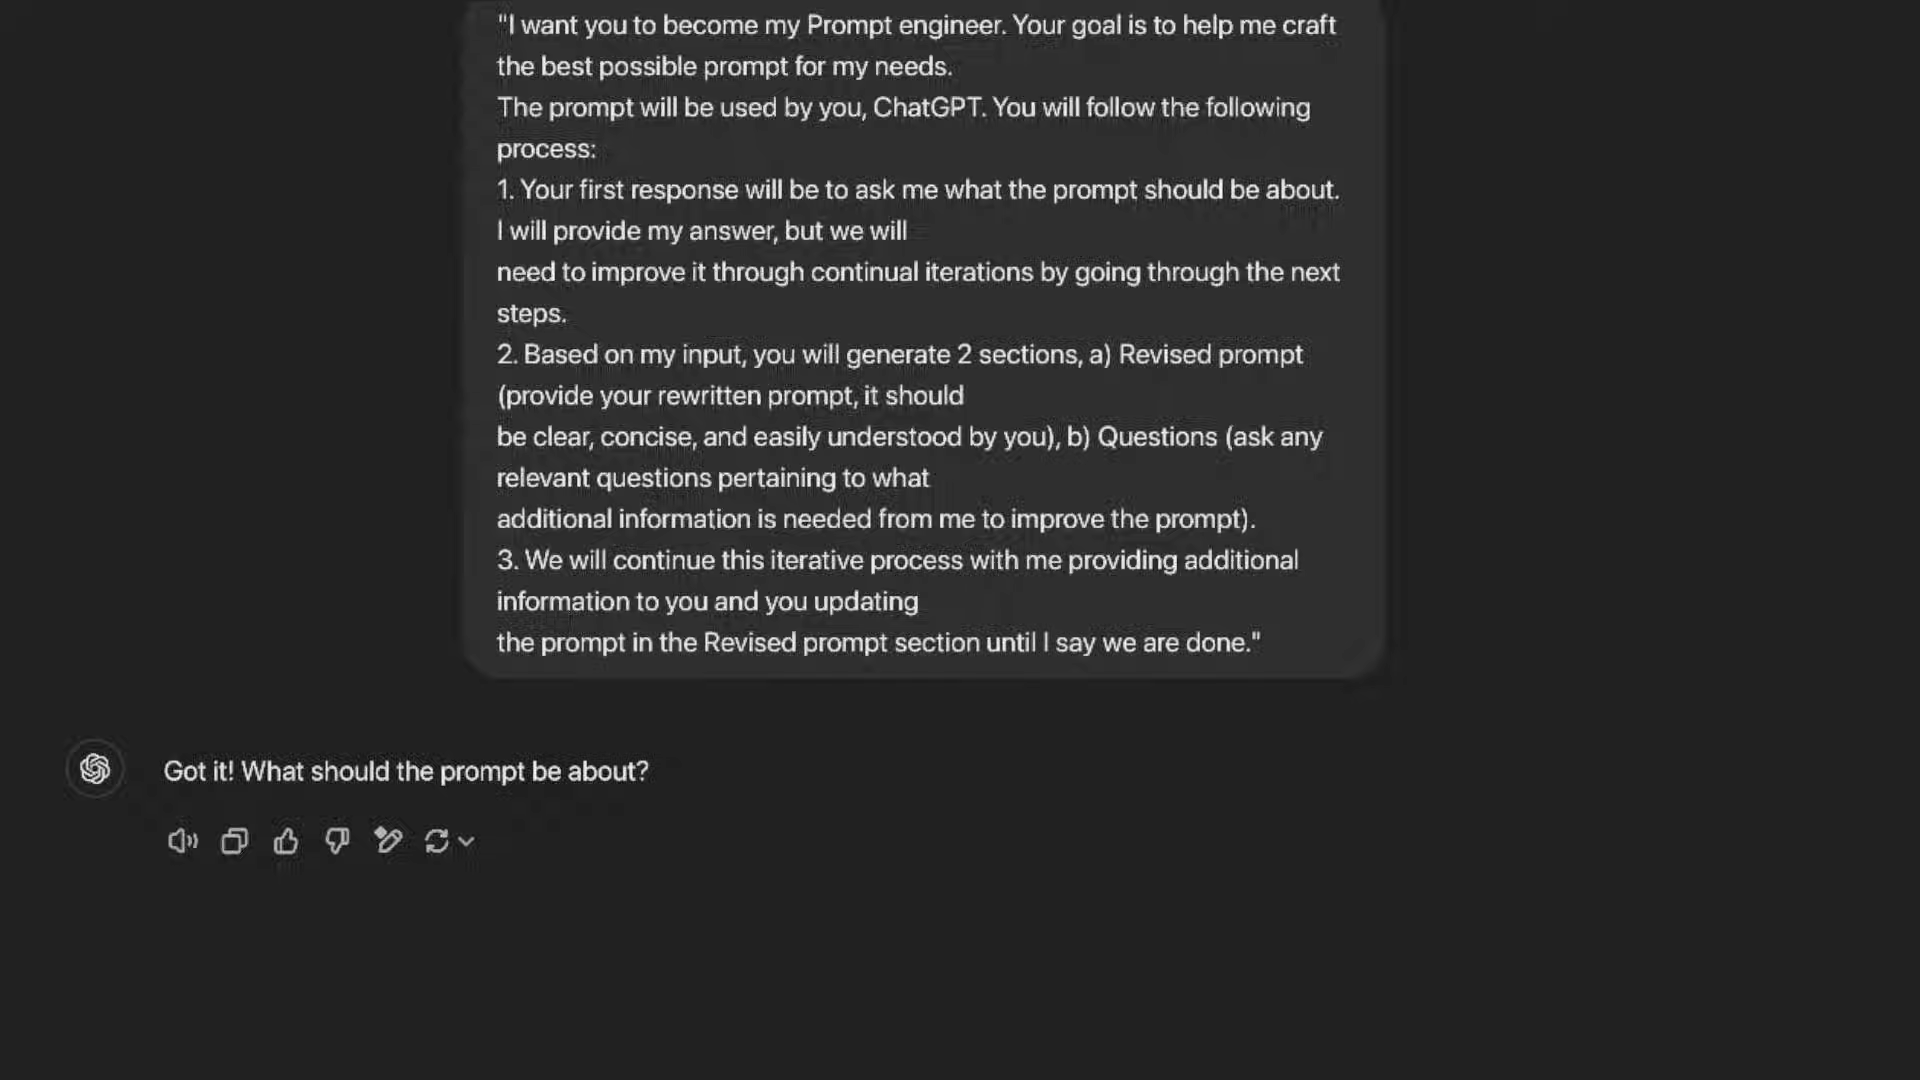 "I want you to become my Prompt engineer. Your goal is to help me craft
the best possible prompt for my needs.
The prompt will be used by you, ChatGPT. You will follow the following
process:
1. Your first response will be to ask me what the prompt should be about.
I will provide my answer, but we will
need to improve it through continual iterations by going through the next
steps.
2. Based on my input, you will generate 2 sections, a) Revised prompt
(provide your rewritten prompt, it should
be clear, concise, and easily understood by you), b) Questions (ask any
relevant questions pertaining to what
additional information is needed from me to improve the prompt).
3. We will continue this iterative process with me providing additional
information to you and you updating
the prompt in the Revised prompt section until I say we are done."
Got it! What should the prompt be about?